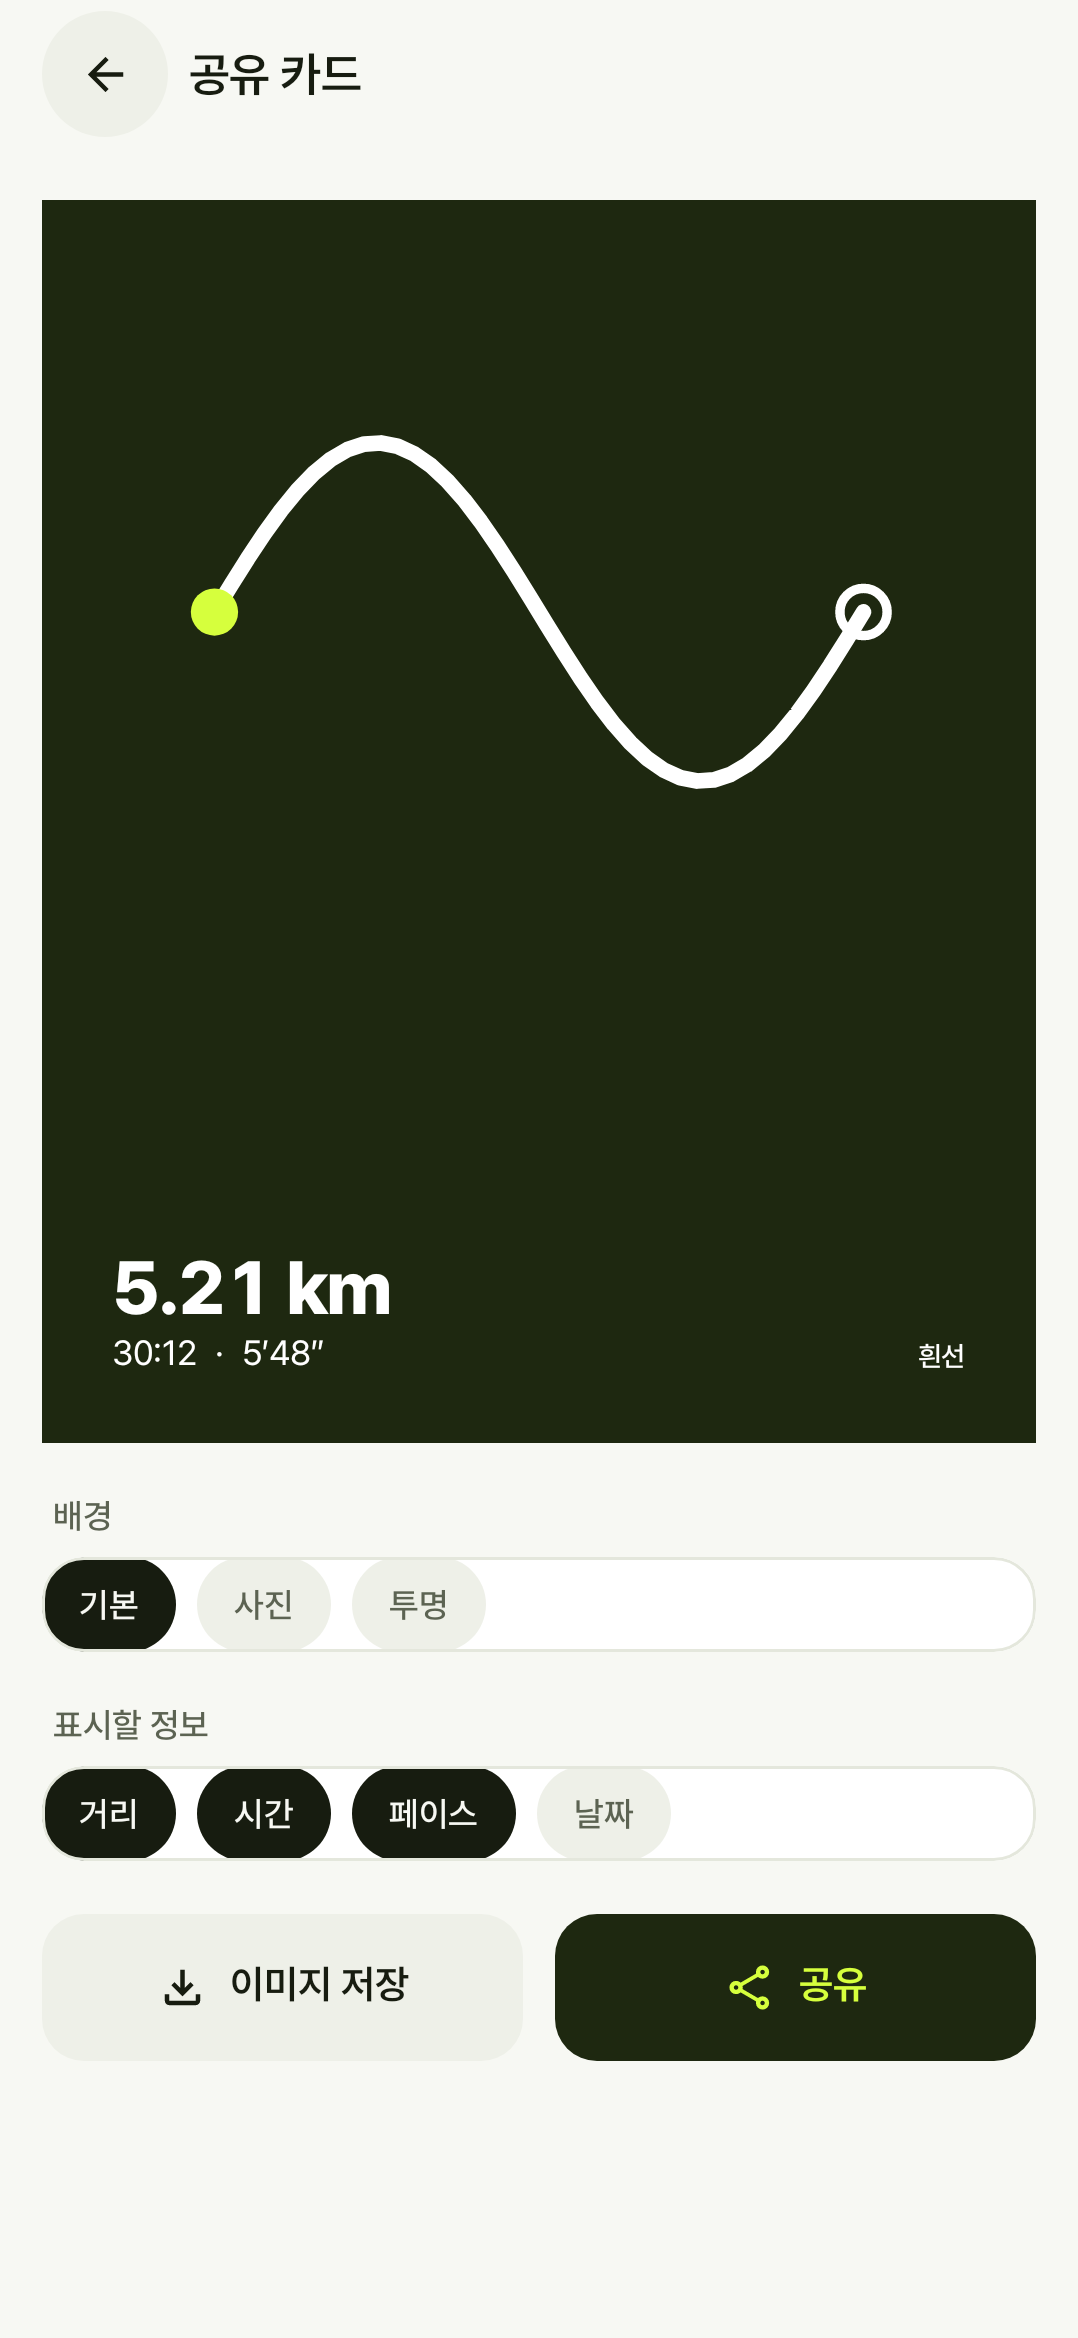 공유 카드
5.21 km
30:12 · 5'48"
흰선
배경
기본 사진 투명
표시할 정보
거리 시간 페이스 날짜
이미지 저장 공유